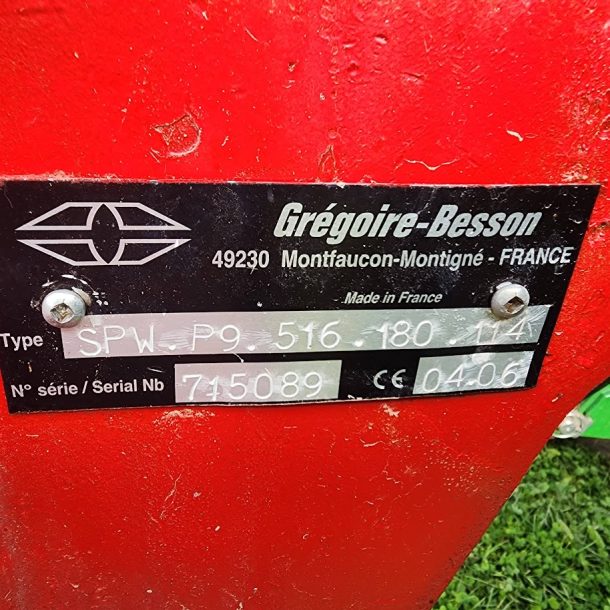 Grégoire-Besson
49230 Montfaucon-Montigné - FRANCE
Made in France
Type SPW.P9.516.180.114
N° série / Serial Nb 715089 CE 04.06